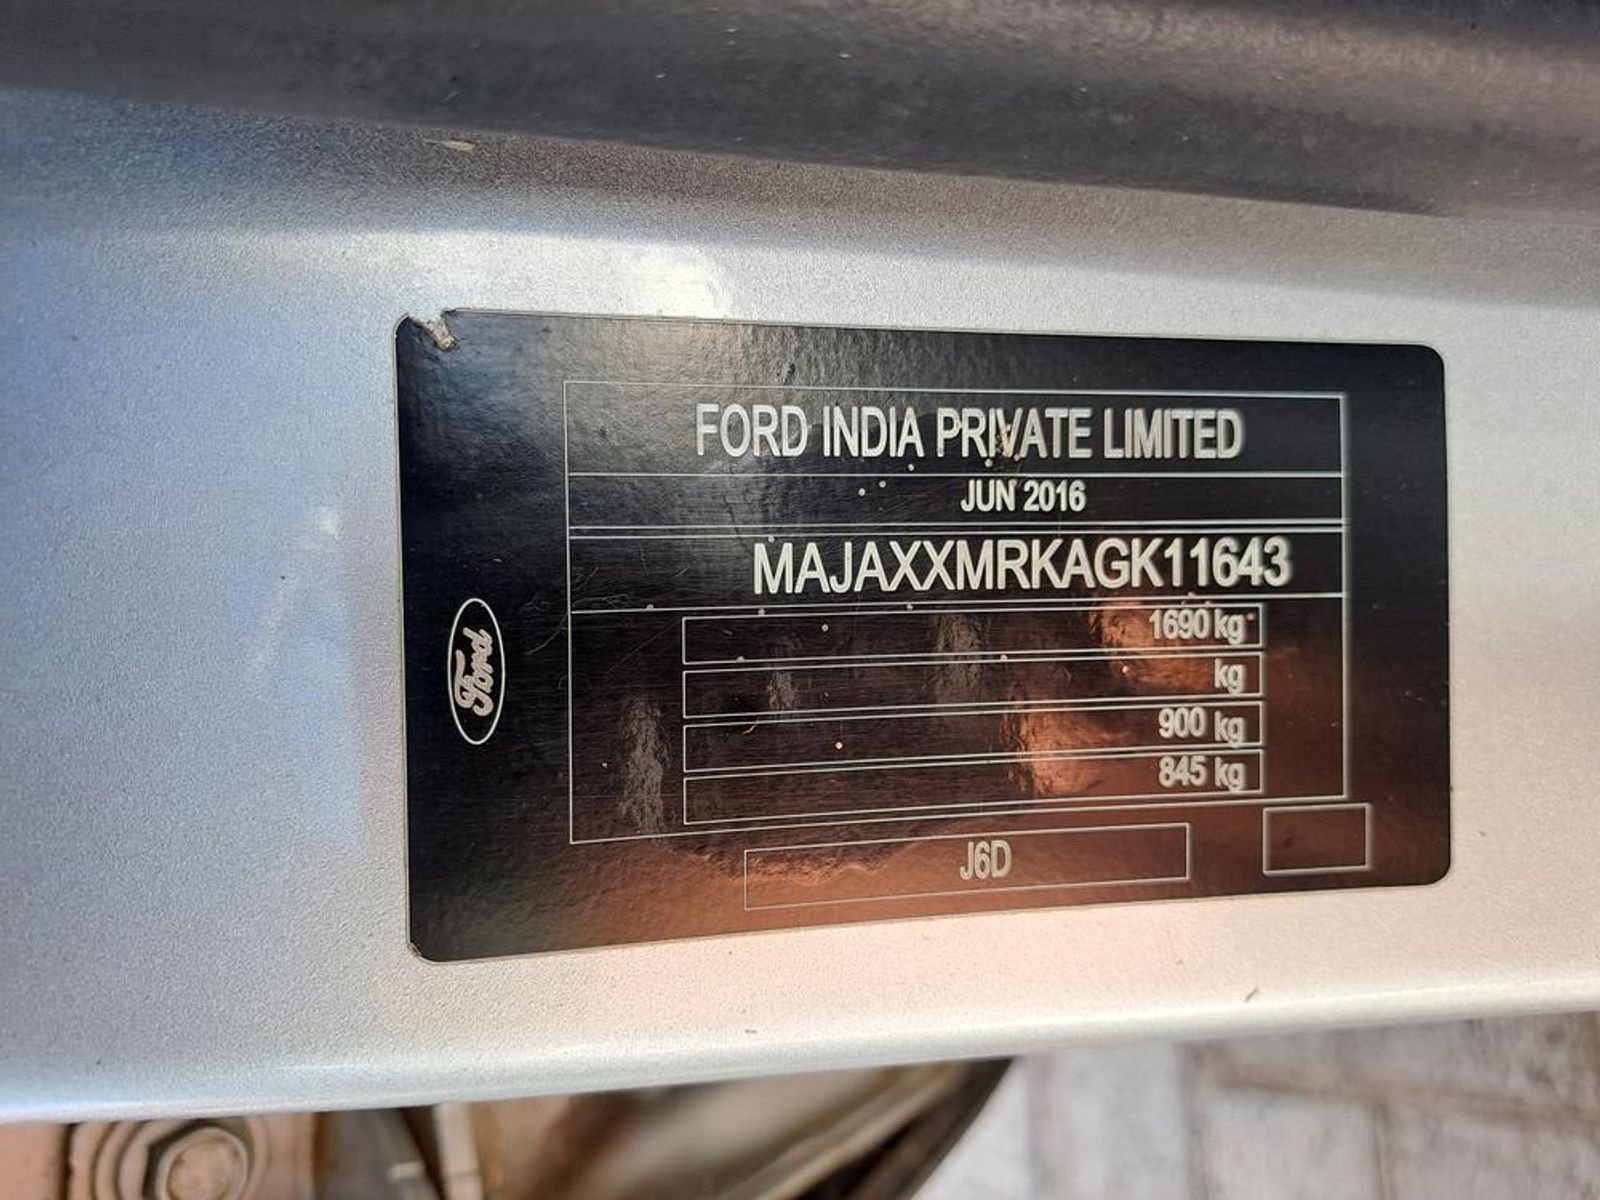 FORD INDIA PRIVATE LIMITED
JUN 2016
MAJAXXMRKAGK11643
Ford
1690 kg
kg
900 kg
845 kg
J6D